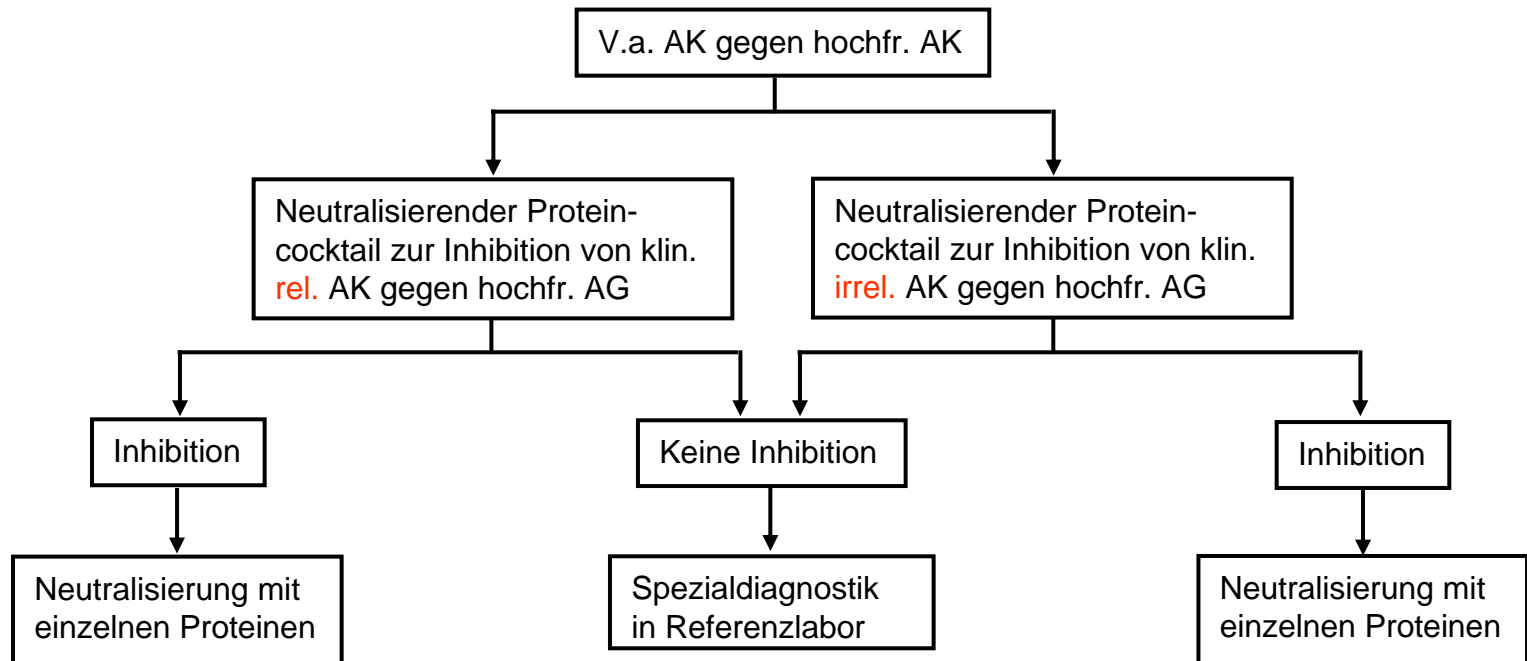 V.a. AK gegen hochfr. AK
Neutralisierender Protein-
cocktail zur Inhibition von klin.
rel. AK gegen hochfr. AG
Neutralisierender Protein-
cocktail zur Inhibition von klin.
irrel. AK gegen hochfr. AG
Inhibition
Keine Inhibition
Inhibition
Neutralisierung mit
einzelnen Proteinen
Spezialdiagnostik
in Referenzlabor
Neutralisierung mit
einzelnen Proteinen